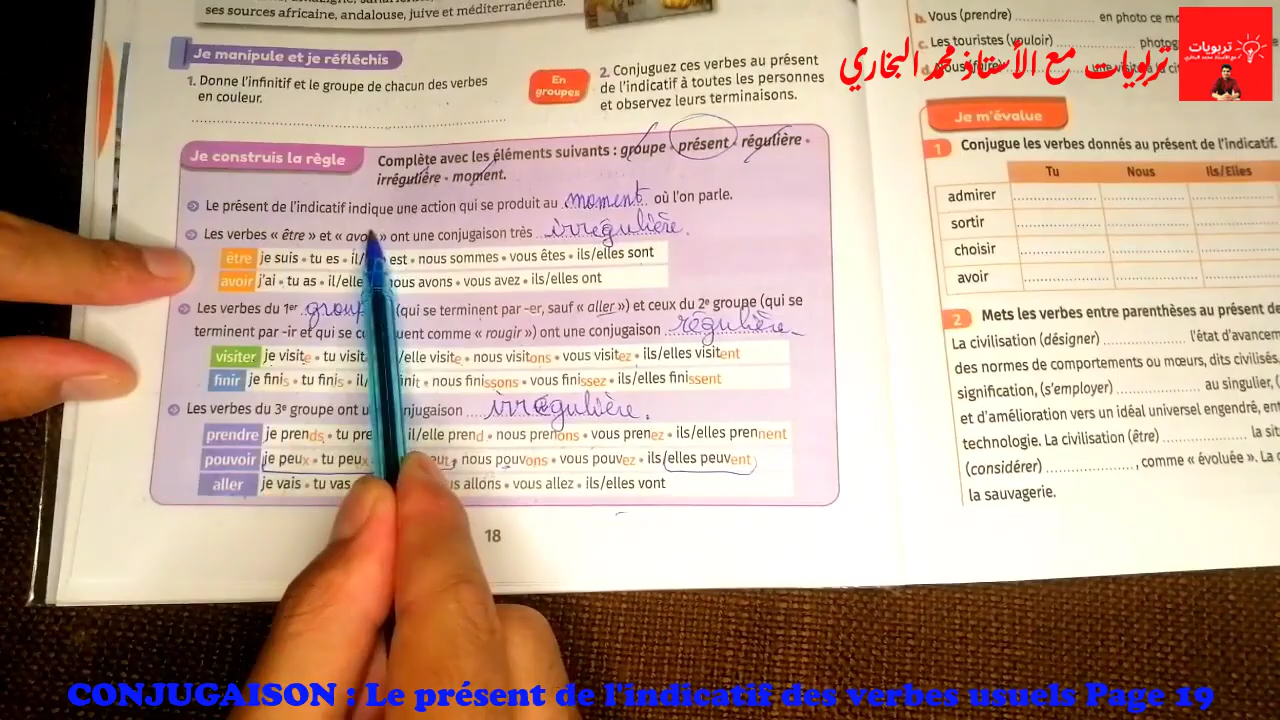 ses sources africaine, andalouse, juive et méditerranéenne.
Je manipule et je réfléchis
1. Donne l'infinitif et le groupe de chacun des verbes
en couleur.
En
groupes
2. Conjuguez ces verbes au présent
de l'indicatif à toutes les personnes
et observez leurs terminaisons.
Je construis la règle
Complète avec les éléments suivants : groupe - présent - régulière -
irrégulière - moment.
Le présent de l'indicatif indique une action qui se produit au moment où l'on parle.
Les verbes « être » et « avoir » ont une conjugaison très irrégulière.
être je suis • tu es • il/ est • nous sommes • vous êtes • ils/elles sont
avoir j'ai • tu as • il/elle nous avons • vous avez • ils/elles ont
Les verbes du 1er group (qui se terminent par -er, sauf « aller ») et ceux du 2e groupe (qui se
terminent par -ir et qui se conjuguent comme « rougir ») ont une conjugaison régulière
visiter je visite • tu visit /elle visite • nous visitons • vous visitez • ils/elles visitent
finir je finis • tu finis • il/ init • nous finissons • vous finissez • ils/elles finissent
Les verbes du 3e groupe ont u conjugaison irrégulière.
prendre je prends • tu pre il/elle prend • nous prenons • vous prenez • ils/elles prennent
pouvoir je peux • tu peux eut • nous pouvons • vous pouvez • ils/elles peuvent
aller je vais • tu vas s allons • vous allez • ils/elles vont
18
b. Vous (prendre) en photo ce mo
c. Les touristes (vouloir) photog
تربويات مع الأستاذ محمد البخاري
تربويات
Je m'évalue
1 Conjugue les verbes donnés au présent de l'indicatif.
Tu Nous Ils/Elles
admirer
sortir
choisir
avoir
2 Mets les verbes entre parenthèses au présent de
La civilisation (désigner) l'état d'avancem
des normes de comportements ou mœurs, dits civilisés.
signification, (s'employer) au singulier, (
et d'amélioration vers un idéal universel engendré, ent
technologie. La civilisation (être) la sit
(considérer) , comme « évoluée ». La c
la sauvagerie.
CONJUGAISON : Le présent de l'indicatif des verbes usuels Page 19